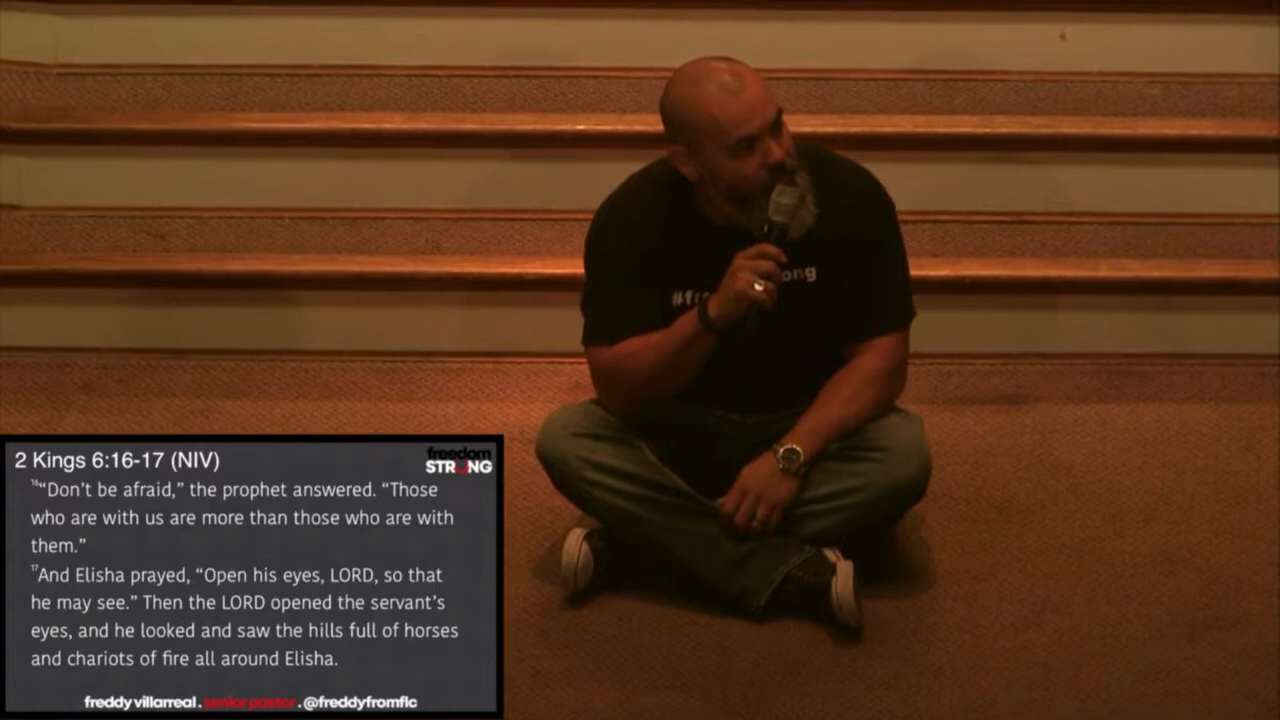 ong
#fr
2 Kings 6:16-17 (NIV)
freedom
STRONG
16“Don’t be afraid,” the prophet answered. “Those
who are with us are more than those who are with
them.”
17And Elisha prayed, “Open his eyes, LORD, so that
he may see.” Then the LORD opened the servant’s
eyes, and he looked and saw the hills full of horses
and chariots of fire all around Elisha.
freddy villarreal . senior pastor . @freddyfromflc